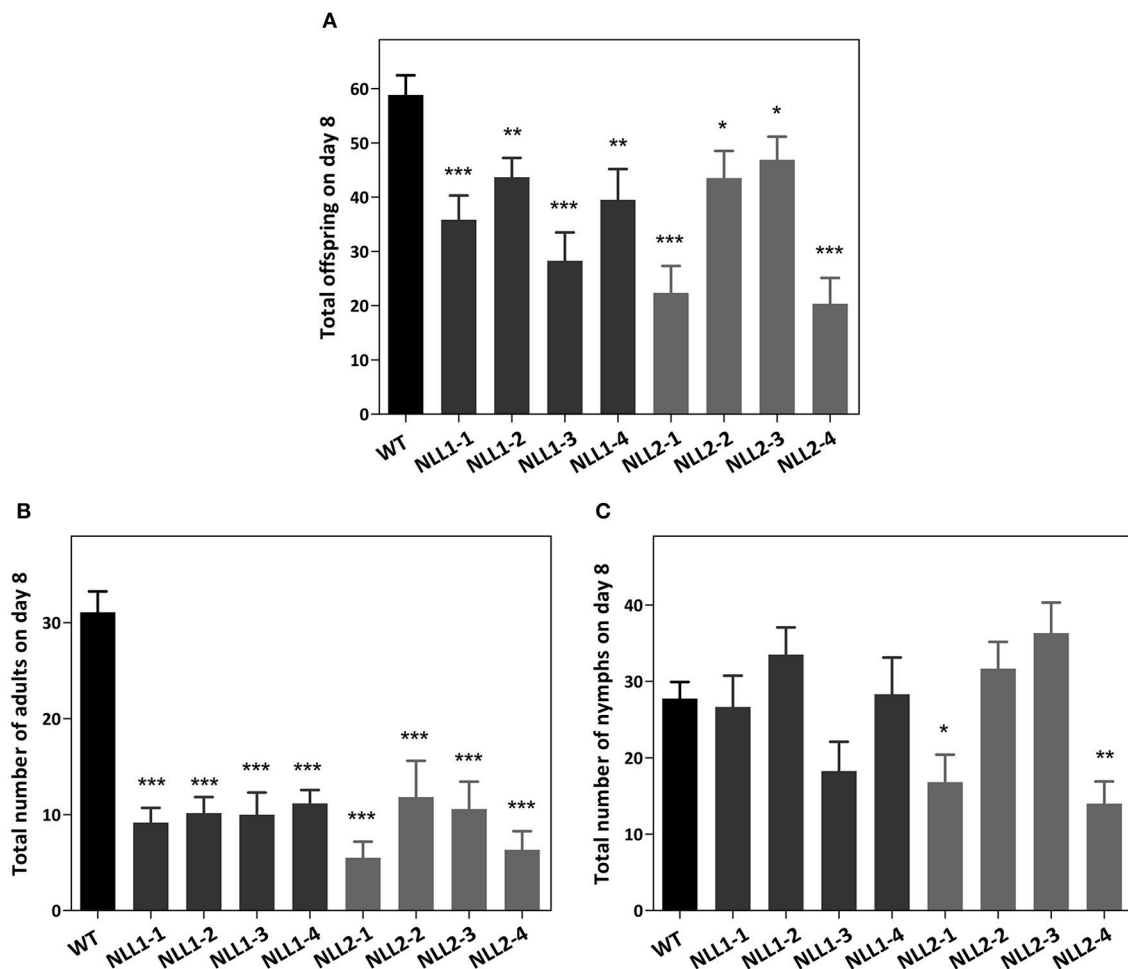 A
Total offspring on day 8
60
50
40
30
20
10
0
*** ** *** ** *** * * ***
WT NLL1-1 NLL1-2 NLL1-3 NLL1-4 NLL2-1 NLL2-2 NLL2-3 NLL2-4
B
Total number of adults on day 8
30
20
10
0
*** *** *** *** *** *** *** ***
WT NLL1-1 NLL1-2 NLL1-3 NLL1-4 NLL2-1 NLL2-2 NLL2-3 NLL2-4
C
Total number of nymphs on day 8
40
30
20
10
0
* **
WT NLL1-1 NLL1-2 NLL1-3 NLL1-4 NLL2-1 NLL2-2 NLL2-3 NLL2-4